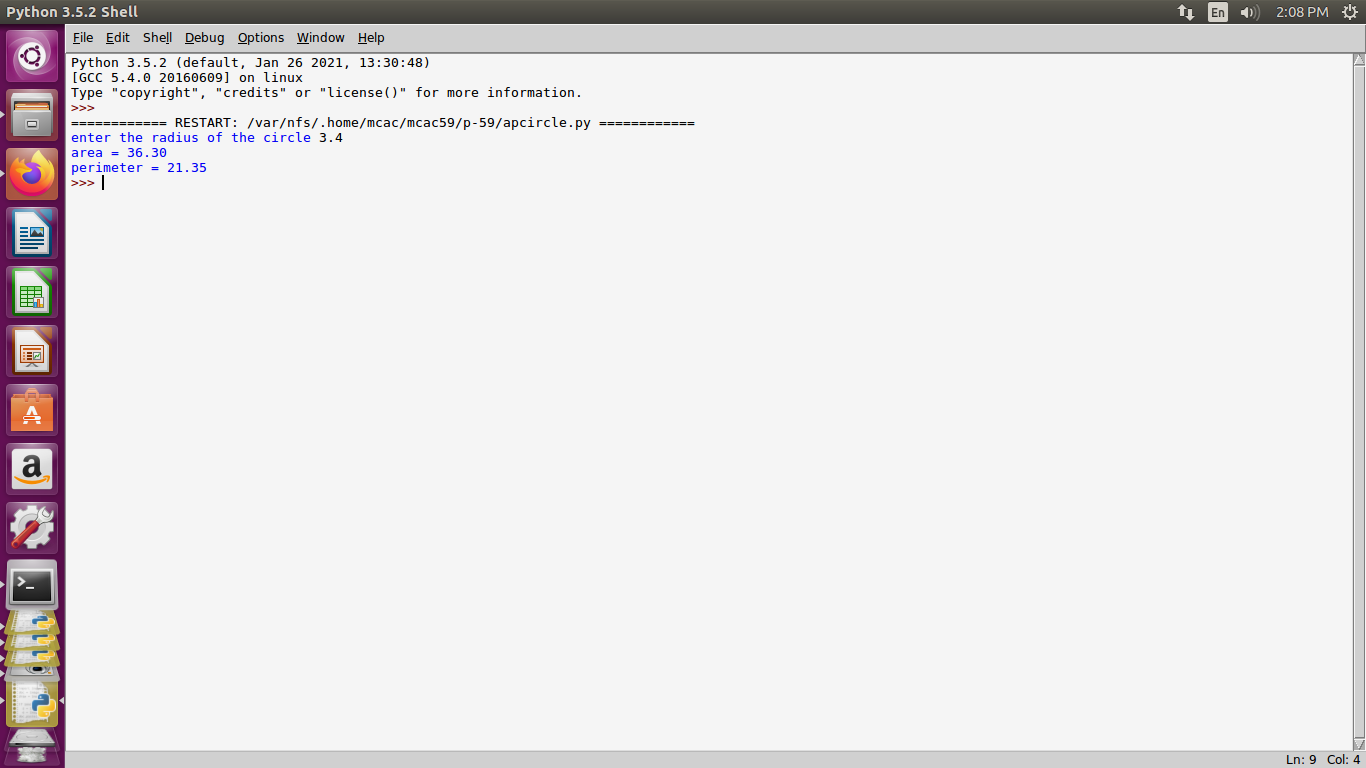 Python 3.5.2 Shell
En
2:08 PM
File Edit Shell Debug Options Window Help
Python 3.5.2 (default, Jan 26 2021, 13:30:48)
[GCC 5.4.0 20160609] on linux
Type "copyright", "credits" or "license()" for more information.
>>>
============ RESTART: /var/nfs/.home/mcac/mcac59/p-59/apcircle.py ============
enter the radius of the circle 3.4
area = 36.30
perimeter = 21.35
>>>
Ln: 9 Col: 4